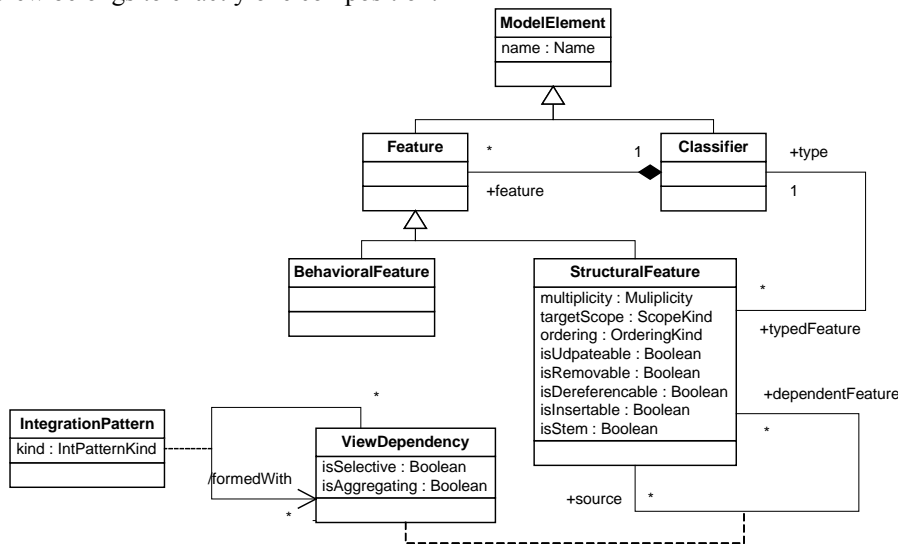 ModelElement
name : Name
Feature
*
1
Classifier
+type
+feature
1
BehavioralFeature
StructuralFeature
multiplicity : Muliplicity
targetScope : ScopeKind
ordering : OrderingKind
isUdpateable : Boolean
isRemovable : Boolean
isDereferencable : Boolean
isInsertable : Boolean
isStem : Boolean
*
+typedFeature
+dependentFeature
*
*
IntegrationPattern
kind : IntPatternKind
ViewDependency
isSelective : Boolean
isAggregating : Boolean
/formedWith
*
+source
*